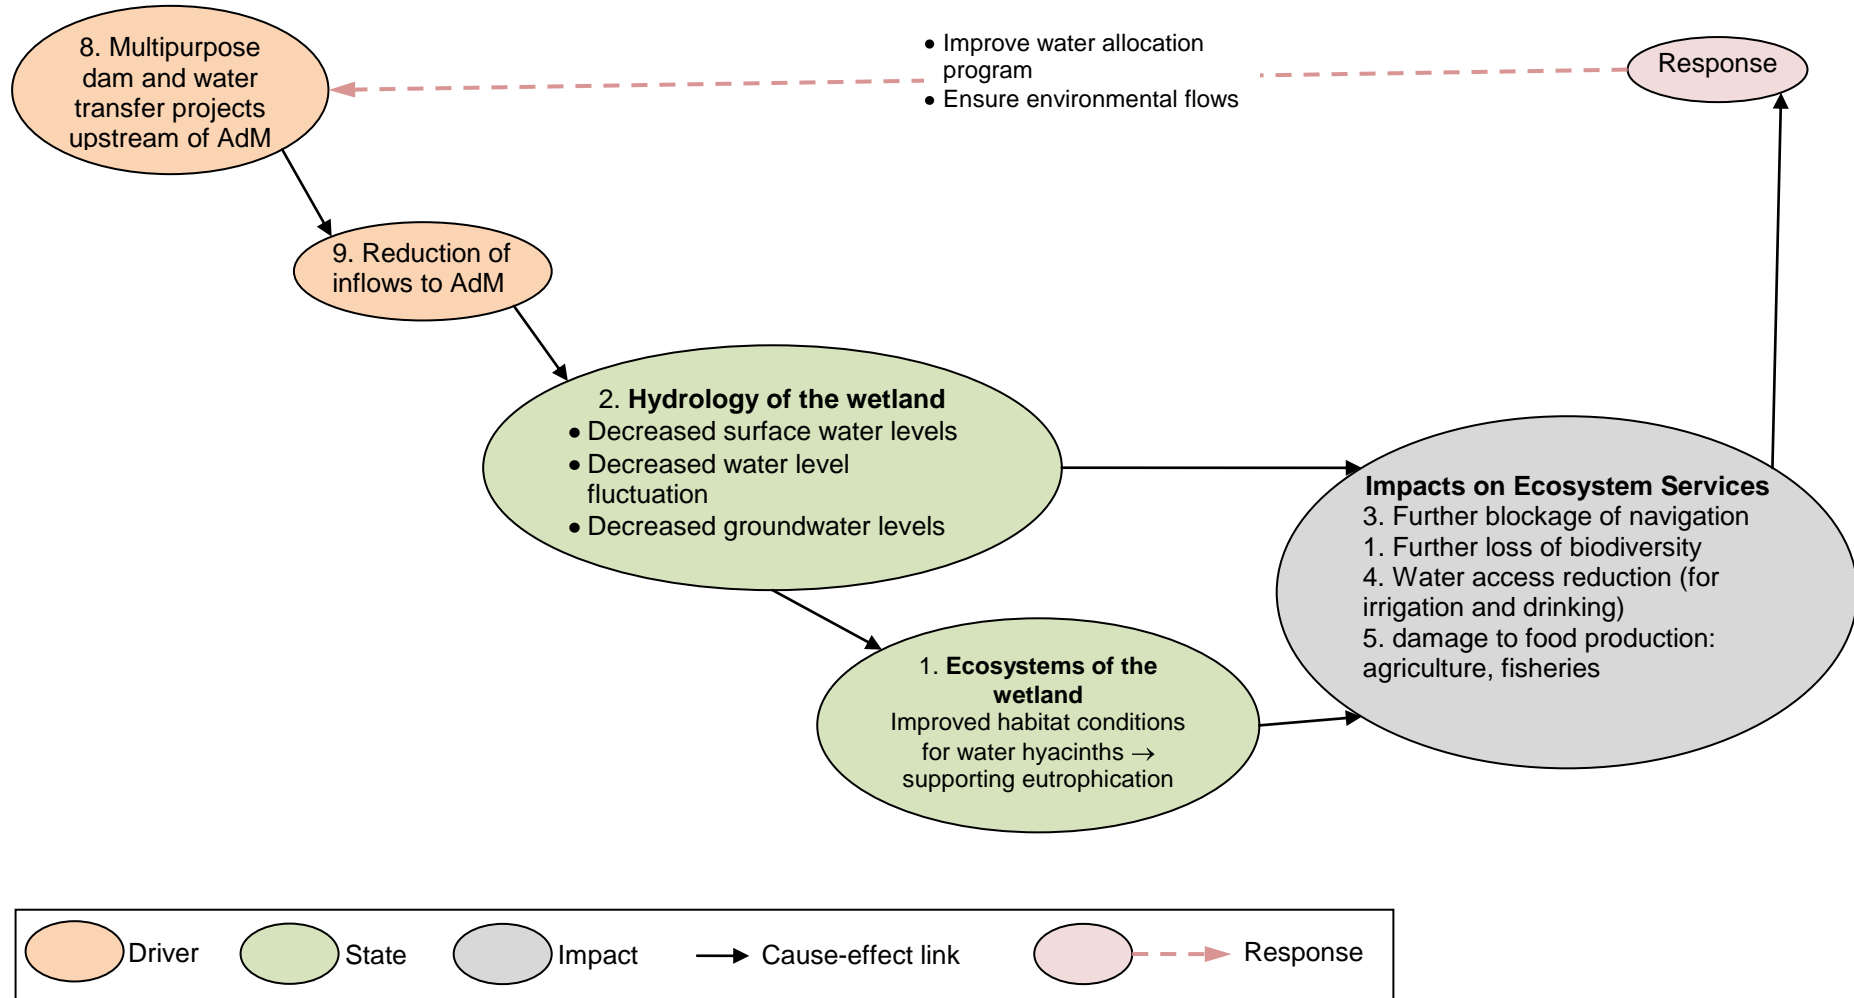 8. Multipurpose
dam and water
transfer projects
upstream of AdM
• Improve water allocation
program
• Ensure environmental flows
Response
9. Reduction of
inflows to AdM
2. Hydrology of the wetland
• Decreased surface water levels
• Decreased water level
fluctuation
• Decreased groundwater levels
Impacts on Ecosystem Services
3. Further blockage of navigation
1. Further loss of biodiversity
4. Water access reduction (for
irrigation and drinking)
5. damage to food production:
agriculture, fisheries
1. Ecosystems of the
wetland
Improved habitat conditions
for water hyacinths →
supporting eutrophication
Driver
State
Impact
Cause-effect link
Response